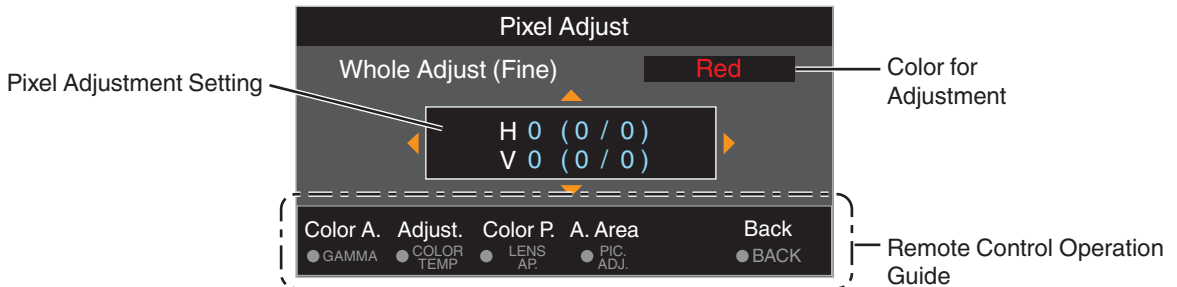 Pixel Adjust
Whole Adjust (Fine) Red
Pixel Adjustment Setting
Color for
Adjustment
H 0 (0 / 0)
V 0 (0 / 0)
Color A. Adjust. Color P. A. Area Back
GAMMA COLOR TEMP LENS AP. PIC. ADJ. BACK
Remote Control Operation
Guide